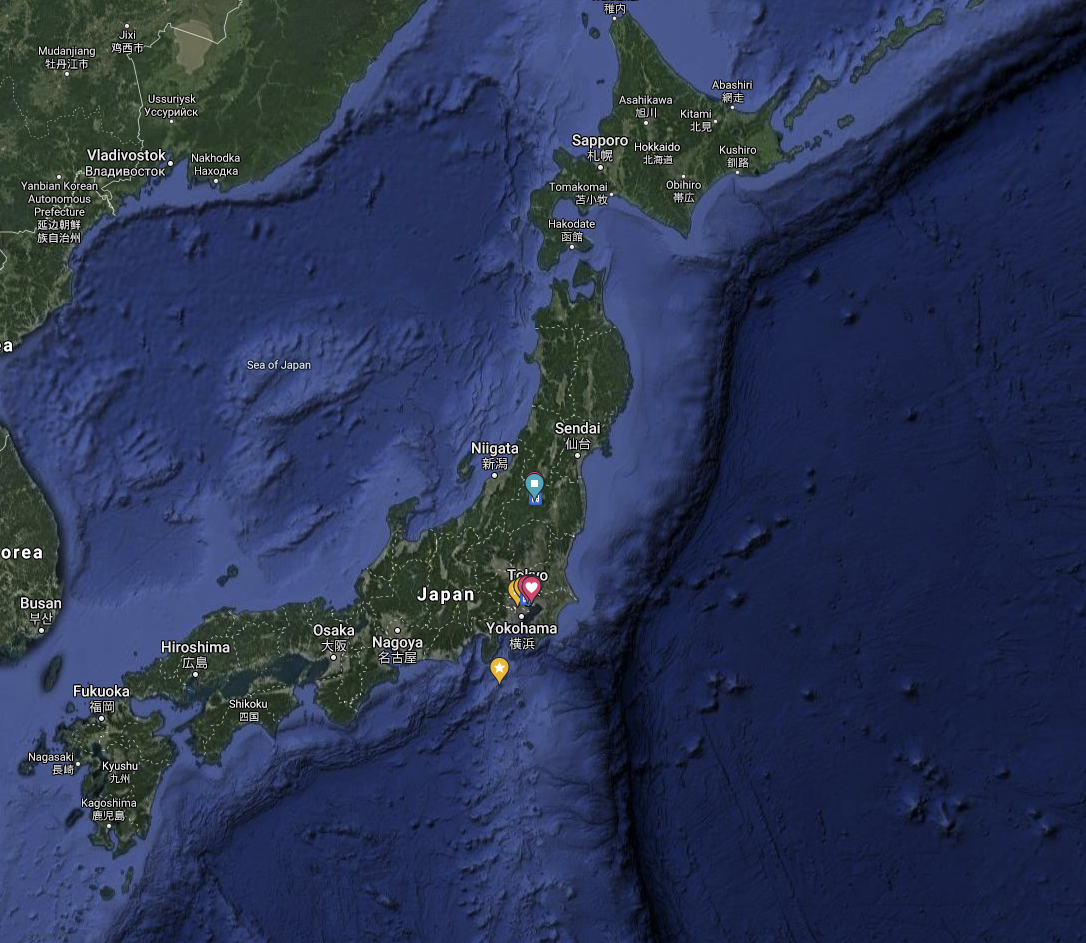 稚内
Jixi
鸡西市
Mudanjiang
牡丹江市
Abashiri
網走
Ussuriysk
Уссурийск
Asahikawa
旭川
Kitami
北見
Sapporo
札幌
Hokkaido
北海道
Kushiro
釧路
Vladivostok
Владивосток
Nakhodka
Находка
Yanbian Korean
Autonomous
Prefecture
延边朝鲜
族自治州
Tomakomai
苫小牧
Obihiro
帯広
Hakodate
函館
ea
Sea of Japan
Sendai
仙台
Niigata
新潟
orea
Tokyo
Japan
Busan
부산
Yokohama
横浜
Osaka
大阪
Nagoya
名古屋
Hiroshima
広島
Fukuoka
福岡
Shikoku
四国
Nagasaki
長崎
Kyushu
九州
Kagoshima
鹿児島